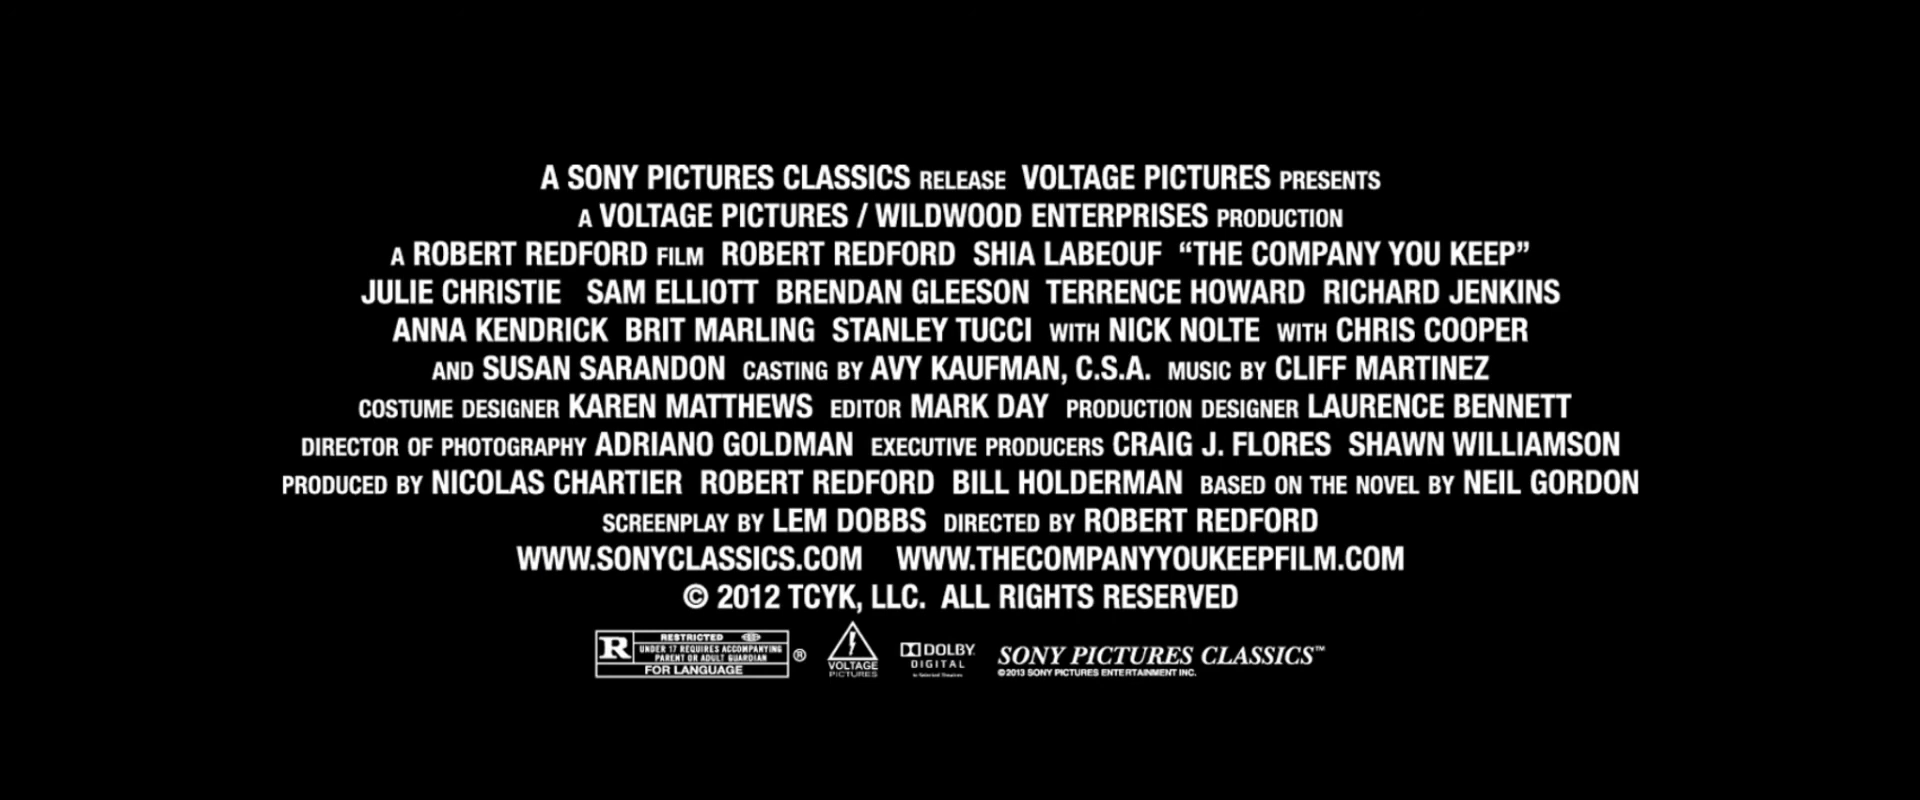 A SONY PICTURES CLASSICS RELEASE VOLTAGE PICTURES PRESENTS
A VOLTAGE PICTURES / WILDWOOD ENTERPRISES PRODUCTION
A ROBERT REDFORD FILM ROBERT REDFORD SHIA LABEOUF “THE COMPANY YOU KEEP”
JULIE CHRISTIE SAM ELLIOTT BRENDAN GLEESON TERRENCE HOWARD RICHARD JENKINS
ANNA KENDRICK BRIT MARLING STANLEY TUCCI WITH NICK NOLTE WITH CHRIS COOPER
AND SUSAN SARANDON CASTING BY AVY KAUFMAN, C.S.A. MUSIC BY CLIFF MARTINEZ
COSTUME DESIGNER KAREN MATTHEWS EDITOR MARK DAY PRODUCTION DESIGNER LAURENCE BENNETT
DIRECTOR OF PHOTOGRAPHY ADRIANO GOLDMAN EXECUTIVE PRODUCERS CRAIG J. FLORES SHAWN WILLIAMSON
PRODUCED BY NICOLAS CHARTIER ROBERT REDFORD BILL HOLDERMAN BASED ON THE NOVEL BY NEIL GORDON
SCREENPLAY BY LEM DOBBS DIRECTED BY ROBERT REDFORD
WWW.SONYCLASSICS.COM WWW.THECOMPANYYOUKEEPFILM.COM
© 2012 TCYK, LLC. ALL RIGHTS RESERVED
R RESTRICTED
UNDER 17 REQUIRES ACCOMPANYING
PARENT OR ADULT GUARDIAN
FOR LANGUAGE ®
VOLTAGE
PICTURES
DOLBY
DIGITAL
In Selected Theatres
SONY PICTURES CLASSICS™
©2013 SONY PICTURES ENTERTAINMENT INC.